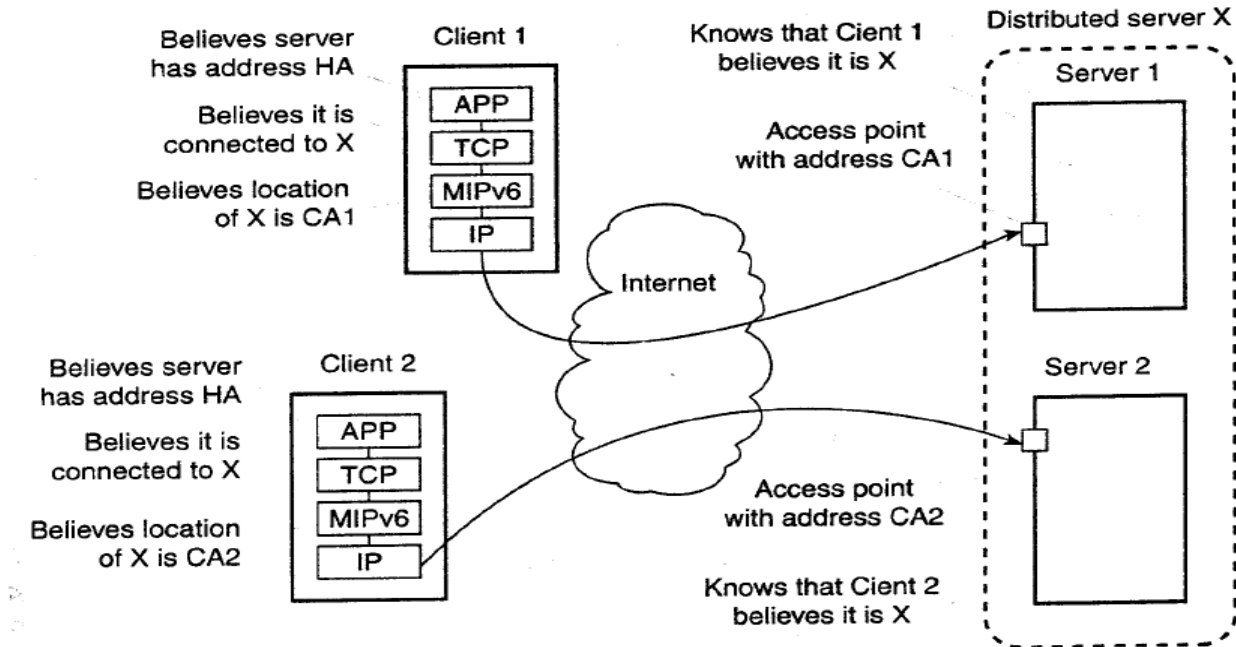 Believes server
has address HA
Client 1
Believes it is
connected to X
Believes location
of X is CA1
APP
TCP
MIPv6
IP
Knows that Cient 1
believes it is X
Distributed server X
Server 1
Access point
with address CA1
Internet
Believes server
has address HA
Client 2
Believes it is
connected to X
Believes location
of X is CA2
APP
TCP
MIPv6
IP
Server 2
Access point
with address CA2
Knows that Cient 2
believes it is X